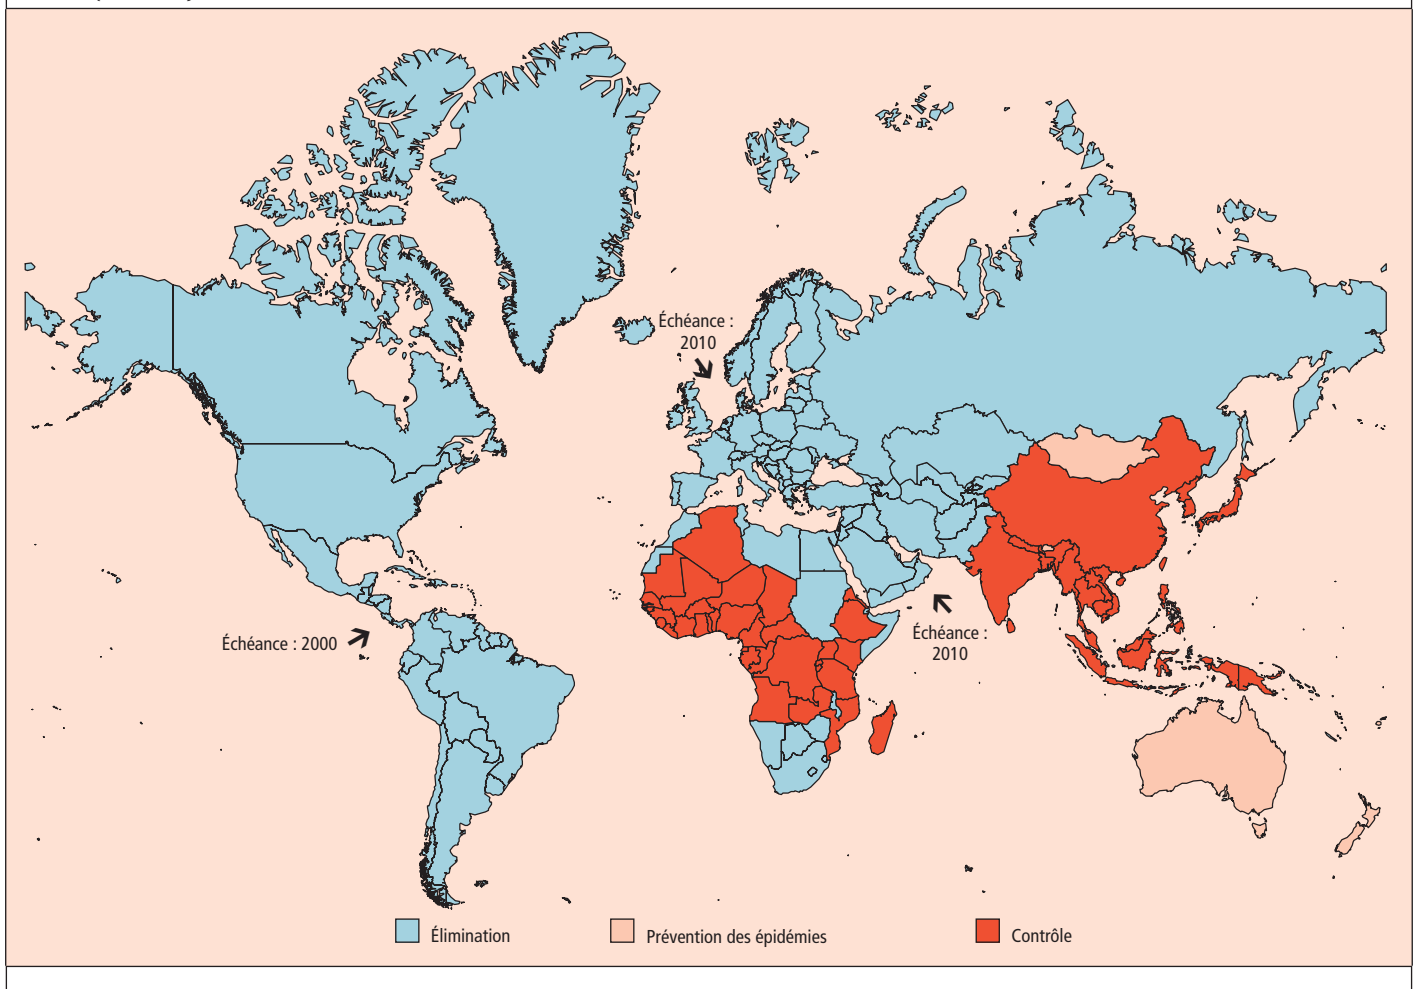 Échéance :
2010
Échéance : 2000
Échéance :
2010
Élimination
Prévention des épidémies
Contrôle